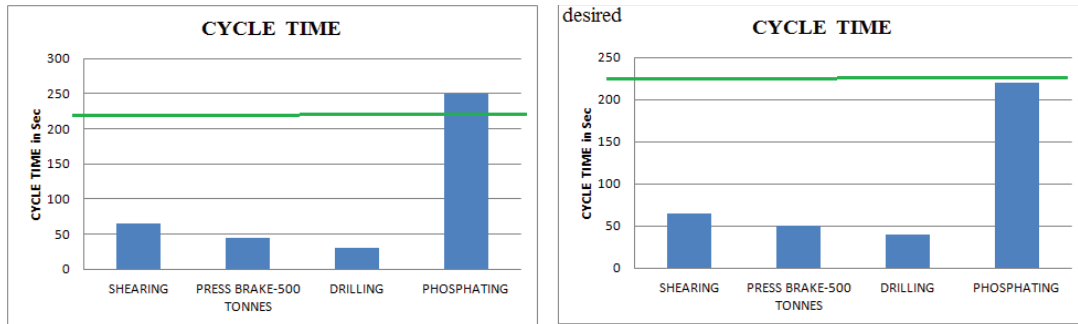 CYCLE TIME
CYCLE TIME in Sec
300
250
200
150
100
50
0
SHEARING
PRESS BRAKE-500
TONNES
DRILLING
PHOSPHATING
desired
CYCLE TIME
CYCLE TIME in Sec
250
200
150
100
50
0
SHEARING
PRESS BRAKE-500
TONNES
DRILLING
PHOSPHATING